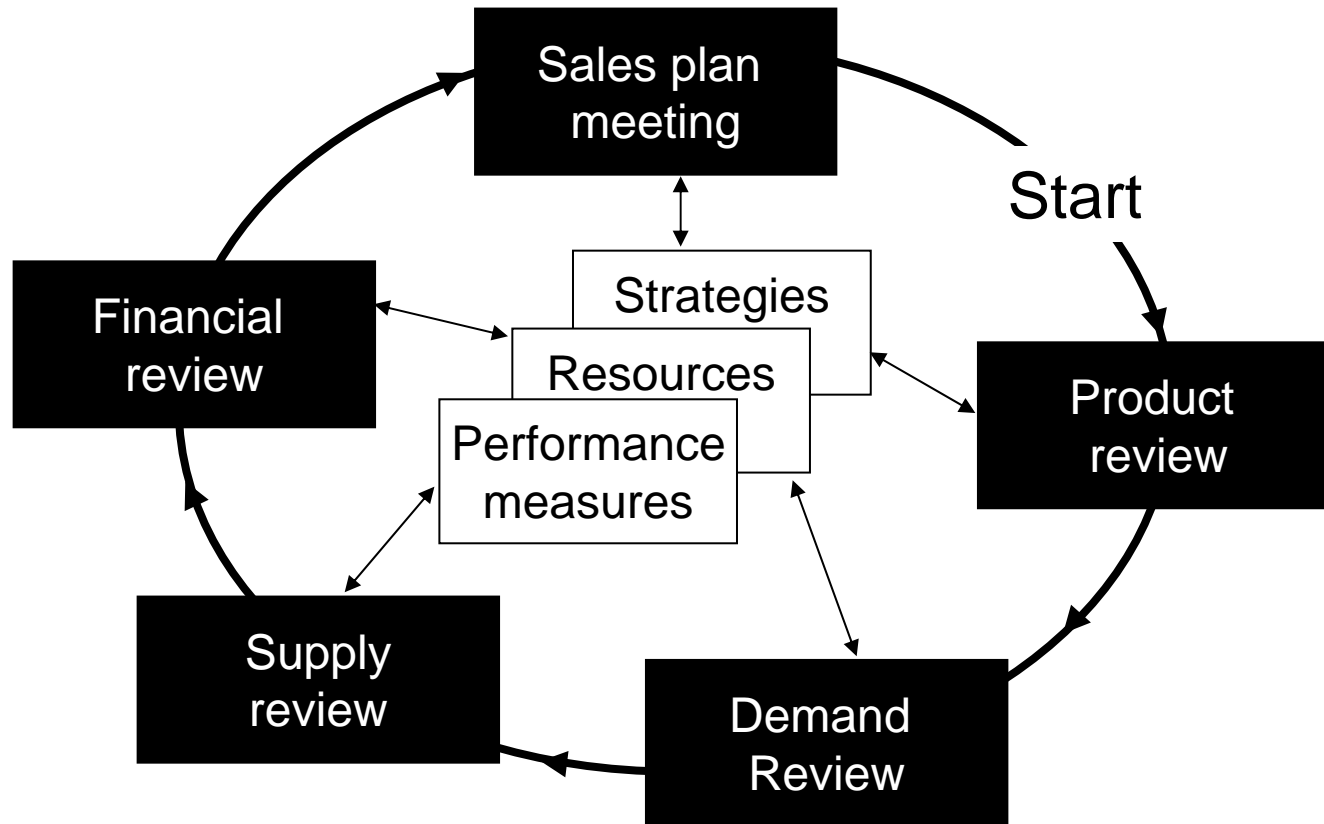 Sales plan
meeting
Start
Strategies
Financial
review
Resources
Product
review
Performance
measures
Supply
review
Demand
Review